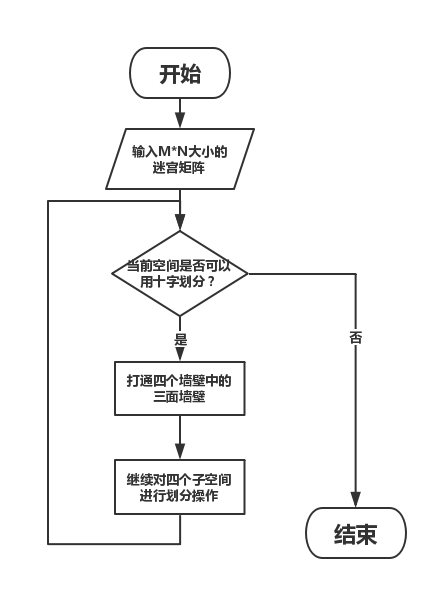 开始
输入M*N大小的
迷宫矩阵
当前空间是否可以
用十字划分？
是
否
打通四个墙壁中的
三面墙壁
继续对四个子空间
进行划分操作
结束